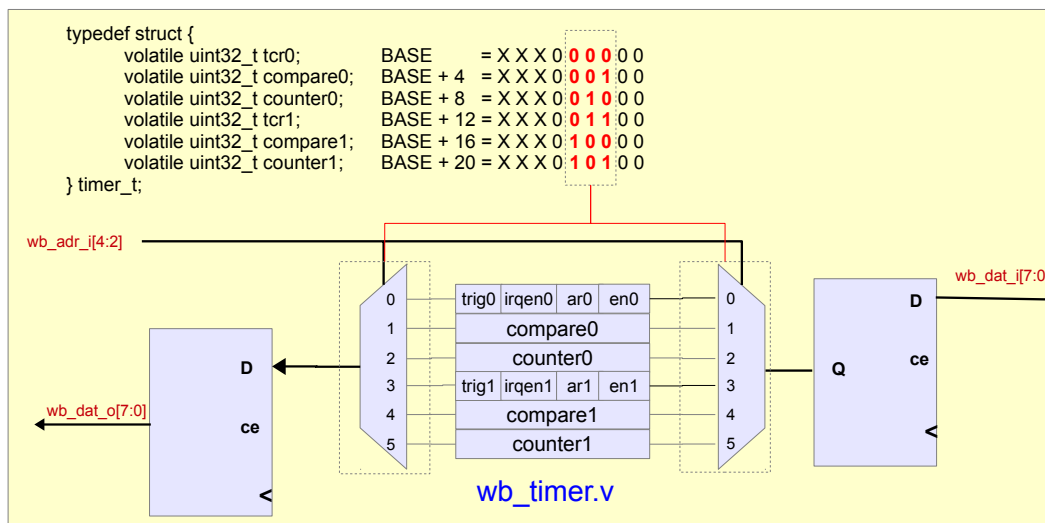 typedef struct {
volatile uint32_t tcr0; BASE = X X X 0 0 0 0 0 0
volatile uint32_t compare0; BASE + 4 = X X X 0 0 0 1 0 0
volatile uint32_t counter0; BASE + 8 = X X X 0 0 1 0 0 0
volatile uint32_t tcr1; BASE + 12 = X X X 0 0 1 1 0 0
volatile uint32_t compare1; BASE + 16 = X X X 0 1 0 0 0 0
volatile uint32_t counter1; BASE + 20 = X X X 0 1 0 1 0 0
} timer_t;
wb_adr_i[4:2]
wb_dat_i[7:0
0 trig0 irqen0 ar0 en0 0
1 compare0 1
2 counter0 2
3 trig1 irqen1 ar1 en1 3
4 compare1 4
5 counter1 5
D
ce
<
Q
D
ce
<
wb_dat_o[7:0]
wb_timer.v